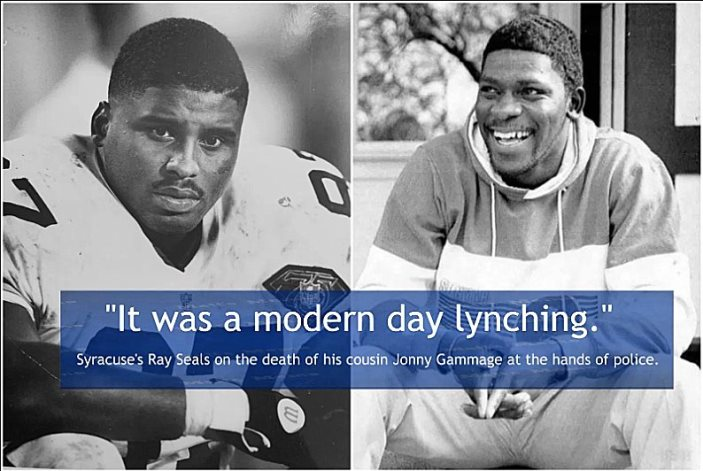 "It was a modern day lynching."
Syracuse's Ray Seals on the death of his cousin Jonny Gammage at the hands of police.